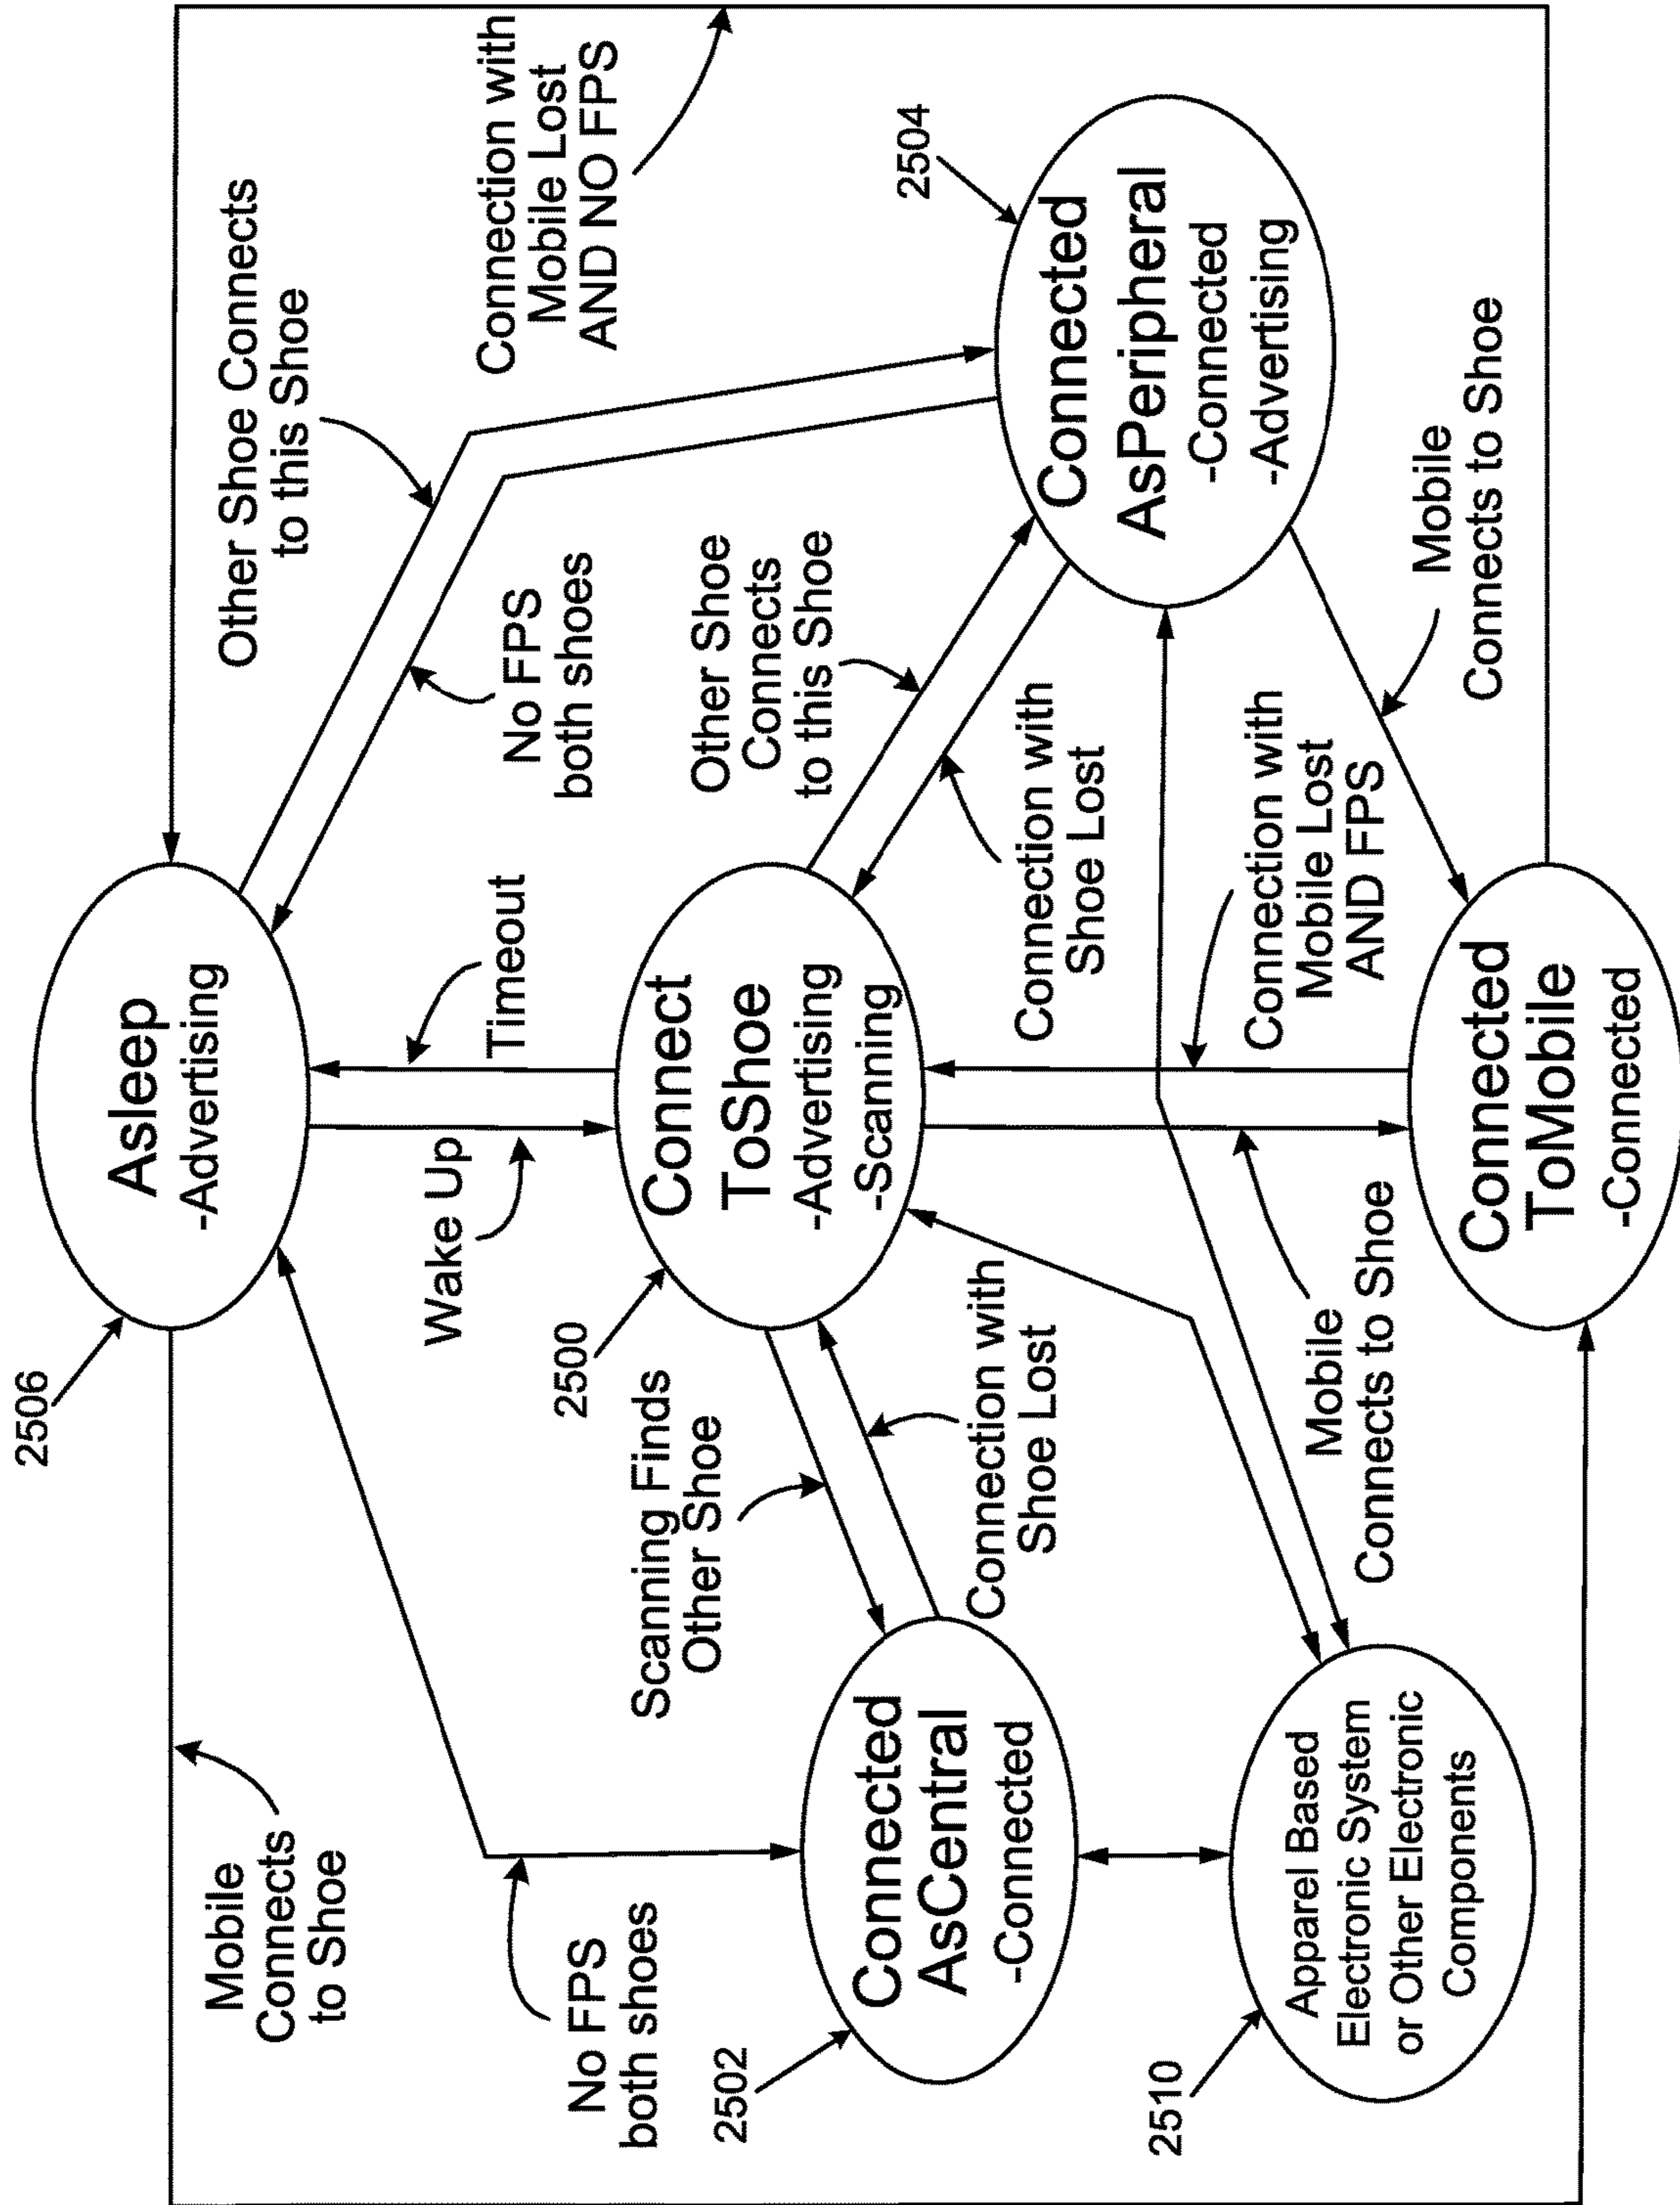 2506
Asleep
-Advertising
Mobile
Connects
to Shoe
Other Shoe Connects
to this Shoe
Connection with
Mobile Lost
AND NO FPS
Wake Up
Timeout
No FPS
both shoes
No FPS
both shoes
2500
Connect
ToShoe
-Advertising
-Scanning
Scanning Finds
Other Shoe
Connection with
Shoe Lost
Other Shoe
Connects
to this Shoe
Connection with
Shoe Lost
2504
Connected
AsPeripheral
-Connected
-Advertising
2502
Connected
AsCentral
-Connected
2510
Apparel Based
Electronic System
or Other Electronic
Components
Mobile
Connects to Shoe
Connection with
Mobile Lost
AND FPS
Mobile
Connects to Shoe
Connected
ToMobile
-Connected